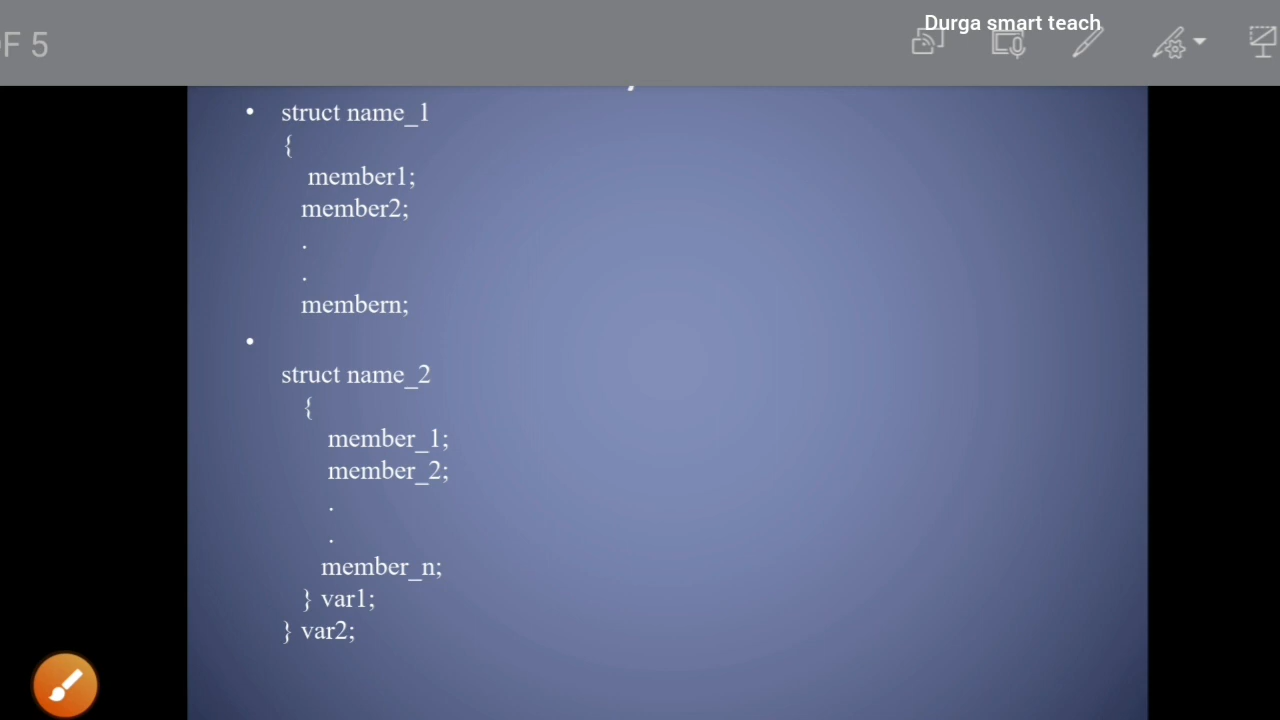 Durga smart teach
F 5
• struct name_1
{
member1;
member2;
.
.
membern;
•
struct name_2
{
member_1;
member_2;
.
.
member_n;
} var1;
} var2;